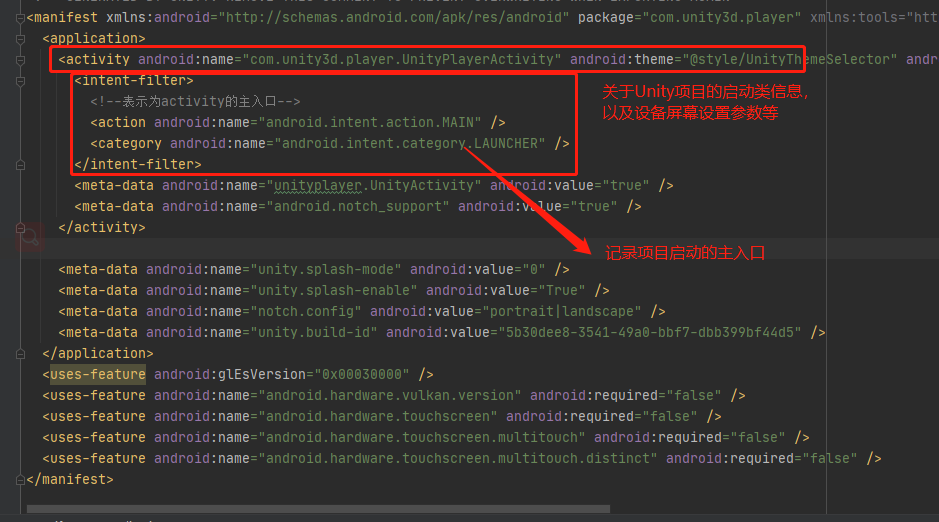 <manifest xmlns:android="http://schemas.android.com/apk/res/android" package="com.unity3d.player" xmlns:tools="htt
<application>
<activity android:name="com.unity3d.player.UnityPlayerActivity" android:theme="@style/UnityThemeSelector" andr
<intent-filter>
关于Unity项目的启动类信息，
<!--表示为activity的主入口-->
以及设备屏幕设置参数等
<action android:name="android.intent.action.MAIN" />
<category android:name="android.intent.category.LAUNCHER" />
</intent-filter>
<meta-data android:name="unityplayer.UnityActivity" android:value="true" />
<meta-data android:name="android.notch_support" android:value="true" />
</activity>
记录项目启动的主入口
<meta-data android:name="unity.splash-mode" android:value="0" />
<meta-data android:name="unity.splash-enable" android:value="True" />
<meta-data android:name="notch.config" android:value="portrait|landscape" />
<meta-data android:name="unity.build-id" android:value="5b30dee8-3541-49a0-bbf7-dbb399bf44d5" />
</application>
<uses-feature android:glEsVersion="0x00030000" />
<uses-feature android:name="android.hardware.vulkan.version" android:required="false" />
<uses-feature android:name="android.hardware.touchscreen" android:required="false" />
<uses-feature android:name="android.hardware.touchscreen.multitouch" android:required="false" />
<uses-feature android:name="android.hardware.touchscreen.multitouch.distinct" android:required="false" />
</manifest>